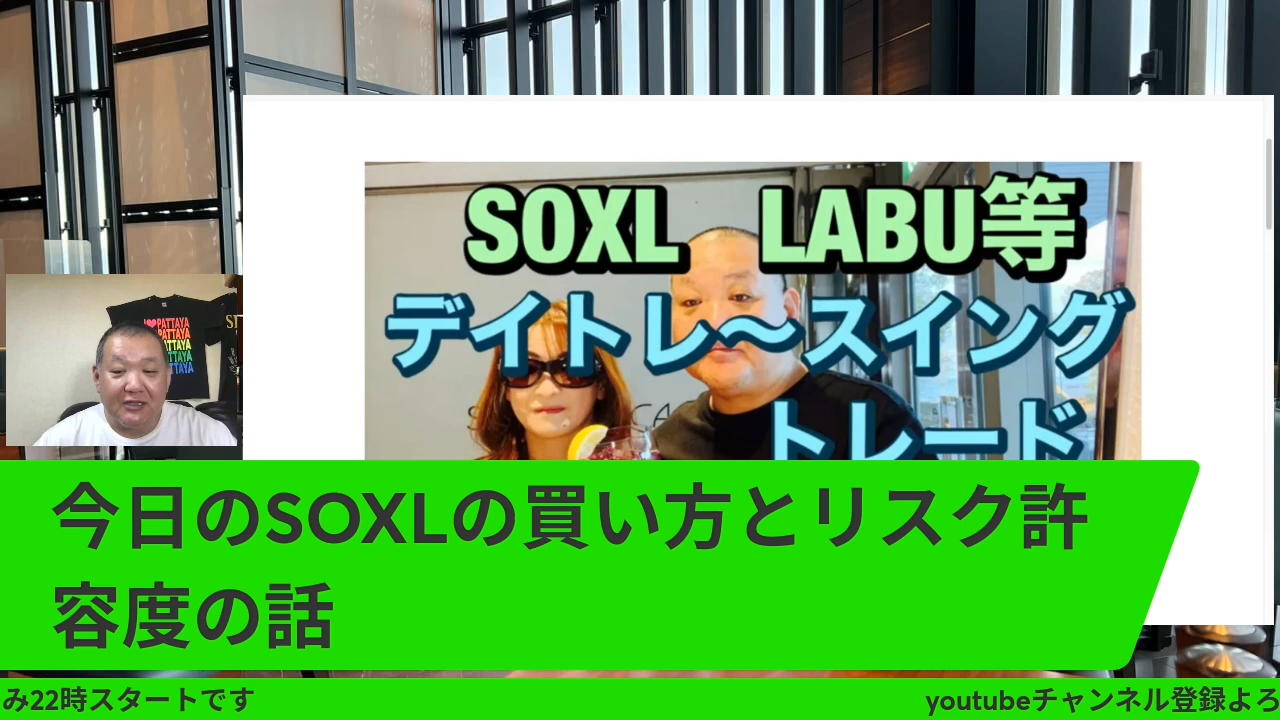 SOXL LABU等
デイトレ～スイング
トレード
PATTAYA
PATTAYA
今日のSOXLの買い方とリスク許
容度の話
み22時スタートです
youtubeチャンネル登録よろ